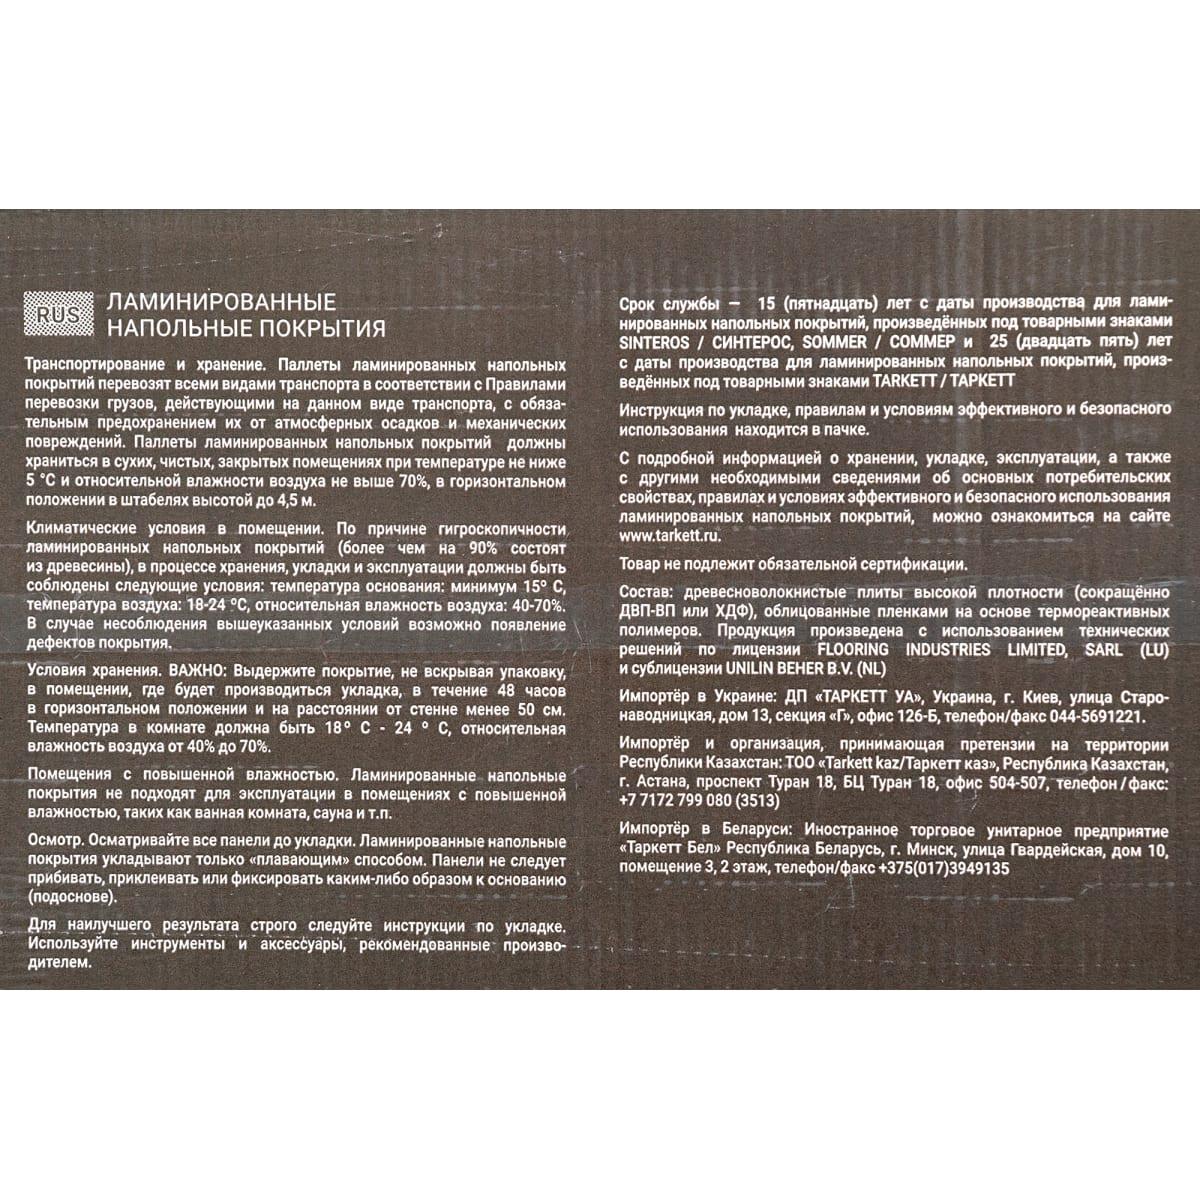 RUS
ЛАМИНИРОВАННЫЕ
НАПОЛЬНЫЕ ПОКРЫТИЯ
Транспортирование и хранение. Паллеты ламинированных напольных
покрытий перевозят всеми видами транспорта в соответствии с Правилами
перевозки грузов, действующими на данном виде транспорта, с обяза-
тельным предохранением их от атмосферных осадков и механических
повреждений. Паллеты ламинированных напольных покрытий должны
храниться в сухих, чистых, закрытых помещениях при температуре не ниже
5 °С и относительной влажности воздуха не выше 70%, в горизонтальном
положении в штабелях высотой до 4,5 м.
Климатические условия в помещении. По причине гигроскопичности
ламинированных напольных покрытий (более чем на 90% состоят
из древесины), в процессе хранения, укладки и эксплуатации должны быть
соблюдены следующие условия: температура основания: минимум 15º С,
температура воздуха: 18-24 ºС, относительная влажность воздуха: 40-70%.
В случае несоблюдения вышеуказанных условий возможно появление
дефектов покрытия.
Условия хранения. ВАЖНО: Выдержите покрытие, не вскрывая упаковку,
в помещении, где будет производиться укладка, в течение 48 часов
в горизонтальном положении и на расстоянии от стенне менее 50 см.
Температура в комнате должна быть 18º С - 24 º С, относительная
влажность воздуха от 40% до 70%.
Помещения с повышенной влажностью. Ламинированные напольные
покрытия не подходят для эксплуатации в помещениях с повышенной
влажностью, таких как ванная комната, сауна и т.п.
Осмотр. Осматривайте все панели до укладки. Ламинированные напольные
покрытия укладывают только «плавающим» способом. Панели не следует
прибивать, приклеивать или фиксировать каким-либо образом к основанию
(подоснове).
Для наилучшего результата строго следуйте инструкции по укладке.
Используйте инструменты и аксессуары, рекомендованные произво-
дителем.
Срок службы — 15 (пятнадцать) лет с даты производства для лами-
нированных напольных покрытий, произведённых под товарными знаками
SINTEROS / СИНТЕРОС, SOMMER / СОММЕР и 25 (двадцать пять) лет
с даты производства для ламинированных напольных покрытий, произ-
ведённых под товарными знаками TARKETT / ТАРКЕТТ
Инструкция по укладке, правилам и условиям эффективного и безопасного
использования находится в пачке.
С подробной информацией о хранении, укладке, эксплуатации, а также
с другими необходимыми сведениями об основных потребительских
свойствах, правилах и условиях эффективного и безопасного использования
ламинированных напольных покрытий, можно ознакомиться на сайте
www.tarkett.ru.
Товар не подлежит обязательной сертификации.
Состав: древесноволокнистые плиты высокой плотности (сокращённо
ДВП-ВП или ХДФ), облицованные пленками на основе термореактивных
полимеров. Продукция произведена с использованием технических
решений по лицензии FLOORING INDUSTRIES LIMITED, SARL (LU)
и сублицензии UNILIN BEHER B.V. (NL)
Импортёр в Украине: ДП «ТАРКЕТТ УА», Украина, г. Киев, улица Старо-
наводницкая, дом 13, секция «Г», офис 126-Б, телефон/факс 044-5691221.
Импортёр и организация, принимающая претензии на территории
Республики Казахстан: ТОО «Tarkett kaz/Таркетт каз», Республика Казахстан,
г. Астана, проспект Туран 18, БЦ Туран 18, офис 504-507, телефон / факс:
+7 7172 799 080 (3513)
Импортёр в Беларуси: Иностранное торговое унитарное предприятие
«Таркетт Бел» Республика Беларусь, г. Минск, улица Гвардейская, дом 10,
помещение 3, 2 этаж, телефон/факс +375(017)3949135